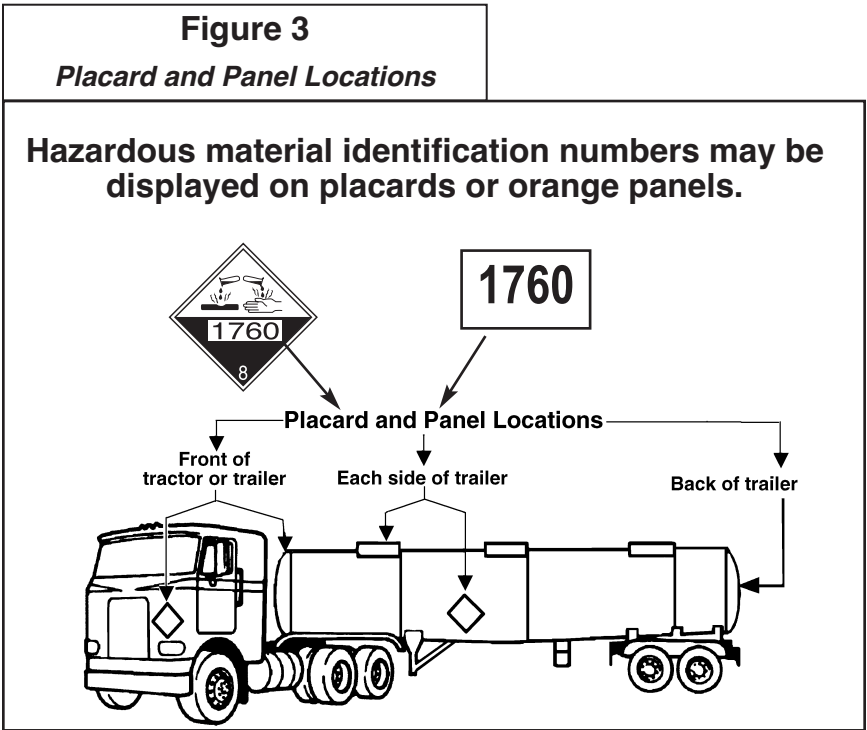 Figure 3
Placard and Panel Locations
Hazardous material identification numbers may be
displayed on placards or orange panels.
1760
8
1760
Placard and Panel Locations
Front of
tractor or trailer
Each side of trailer
Back of trailer